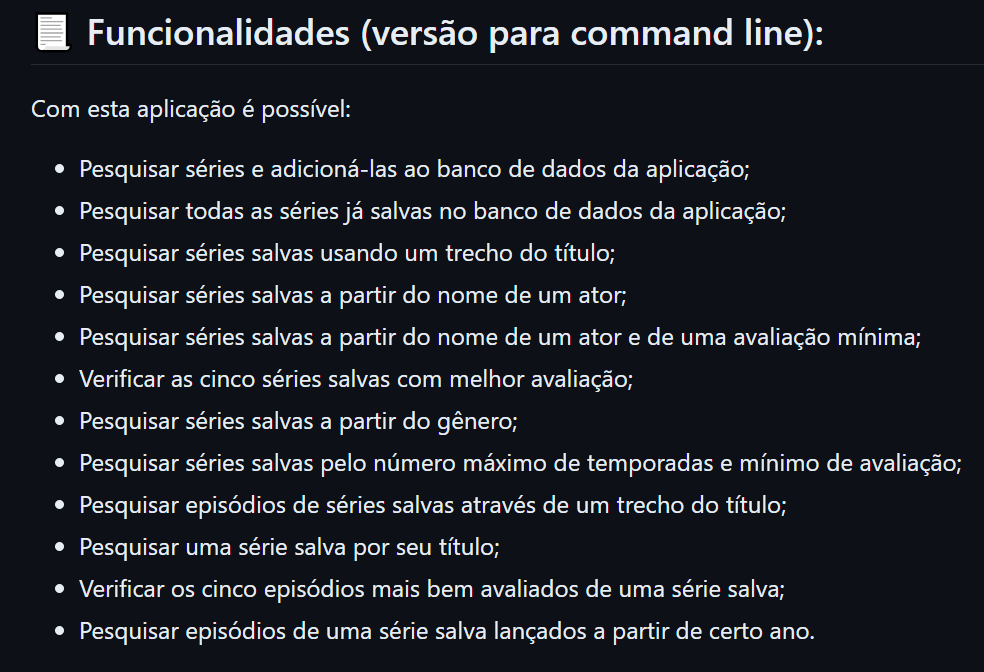 Funcionalidades (versão para command line):
Com esta aplicação é possível:
Pesquisar séries e adicioná-las ao banco de dados da aplicação;
Pesquisar todas as séries já salvas no banco de dados da aplicação;
Pesquisar séries salvas usando um trecho do título;
Pesquisar séries salvas a partir do nome de um ator;
Pesquisar séries salvas a partir do nome de um ator e de uma avaliação mínima;
Verificar as cinco séries salvas com melhor avaliação;
Pesquisar séries salvas a partir do gênero;
Pesquisar séries salvas pelo número máximo de temporadas e mínimo de avaliação;
Pesquisar episódios de séries salvas através de um trecho do título;
Pesquisar uma série salva por seu título;
Verificar os cinco episódios mais bem avaliados de uma série salva;
Pesquisar episódios de uma série salva lançados a partir de certo ano.